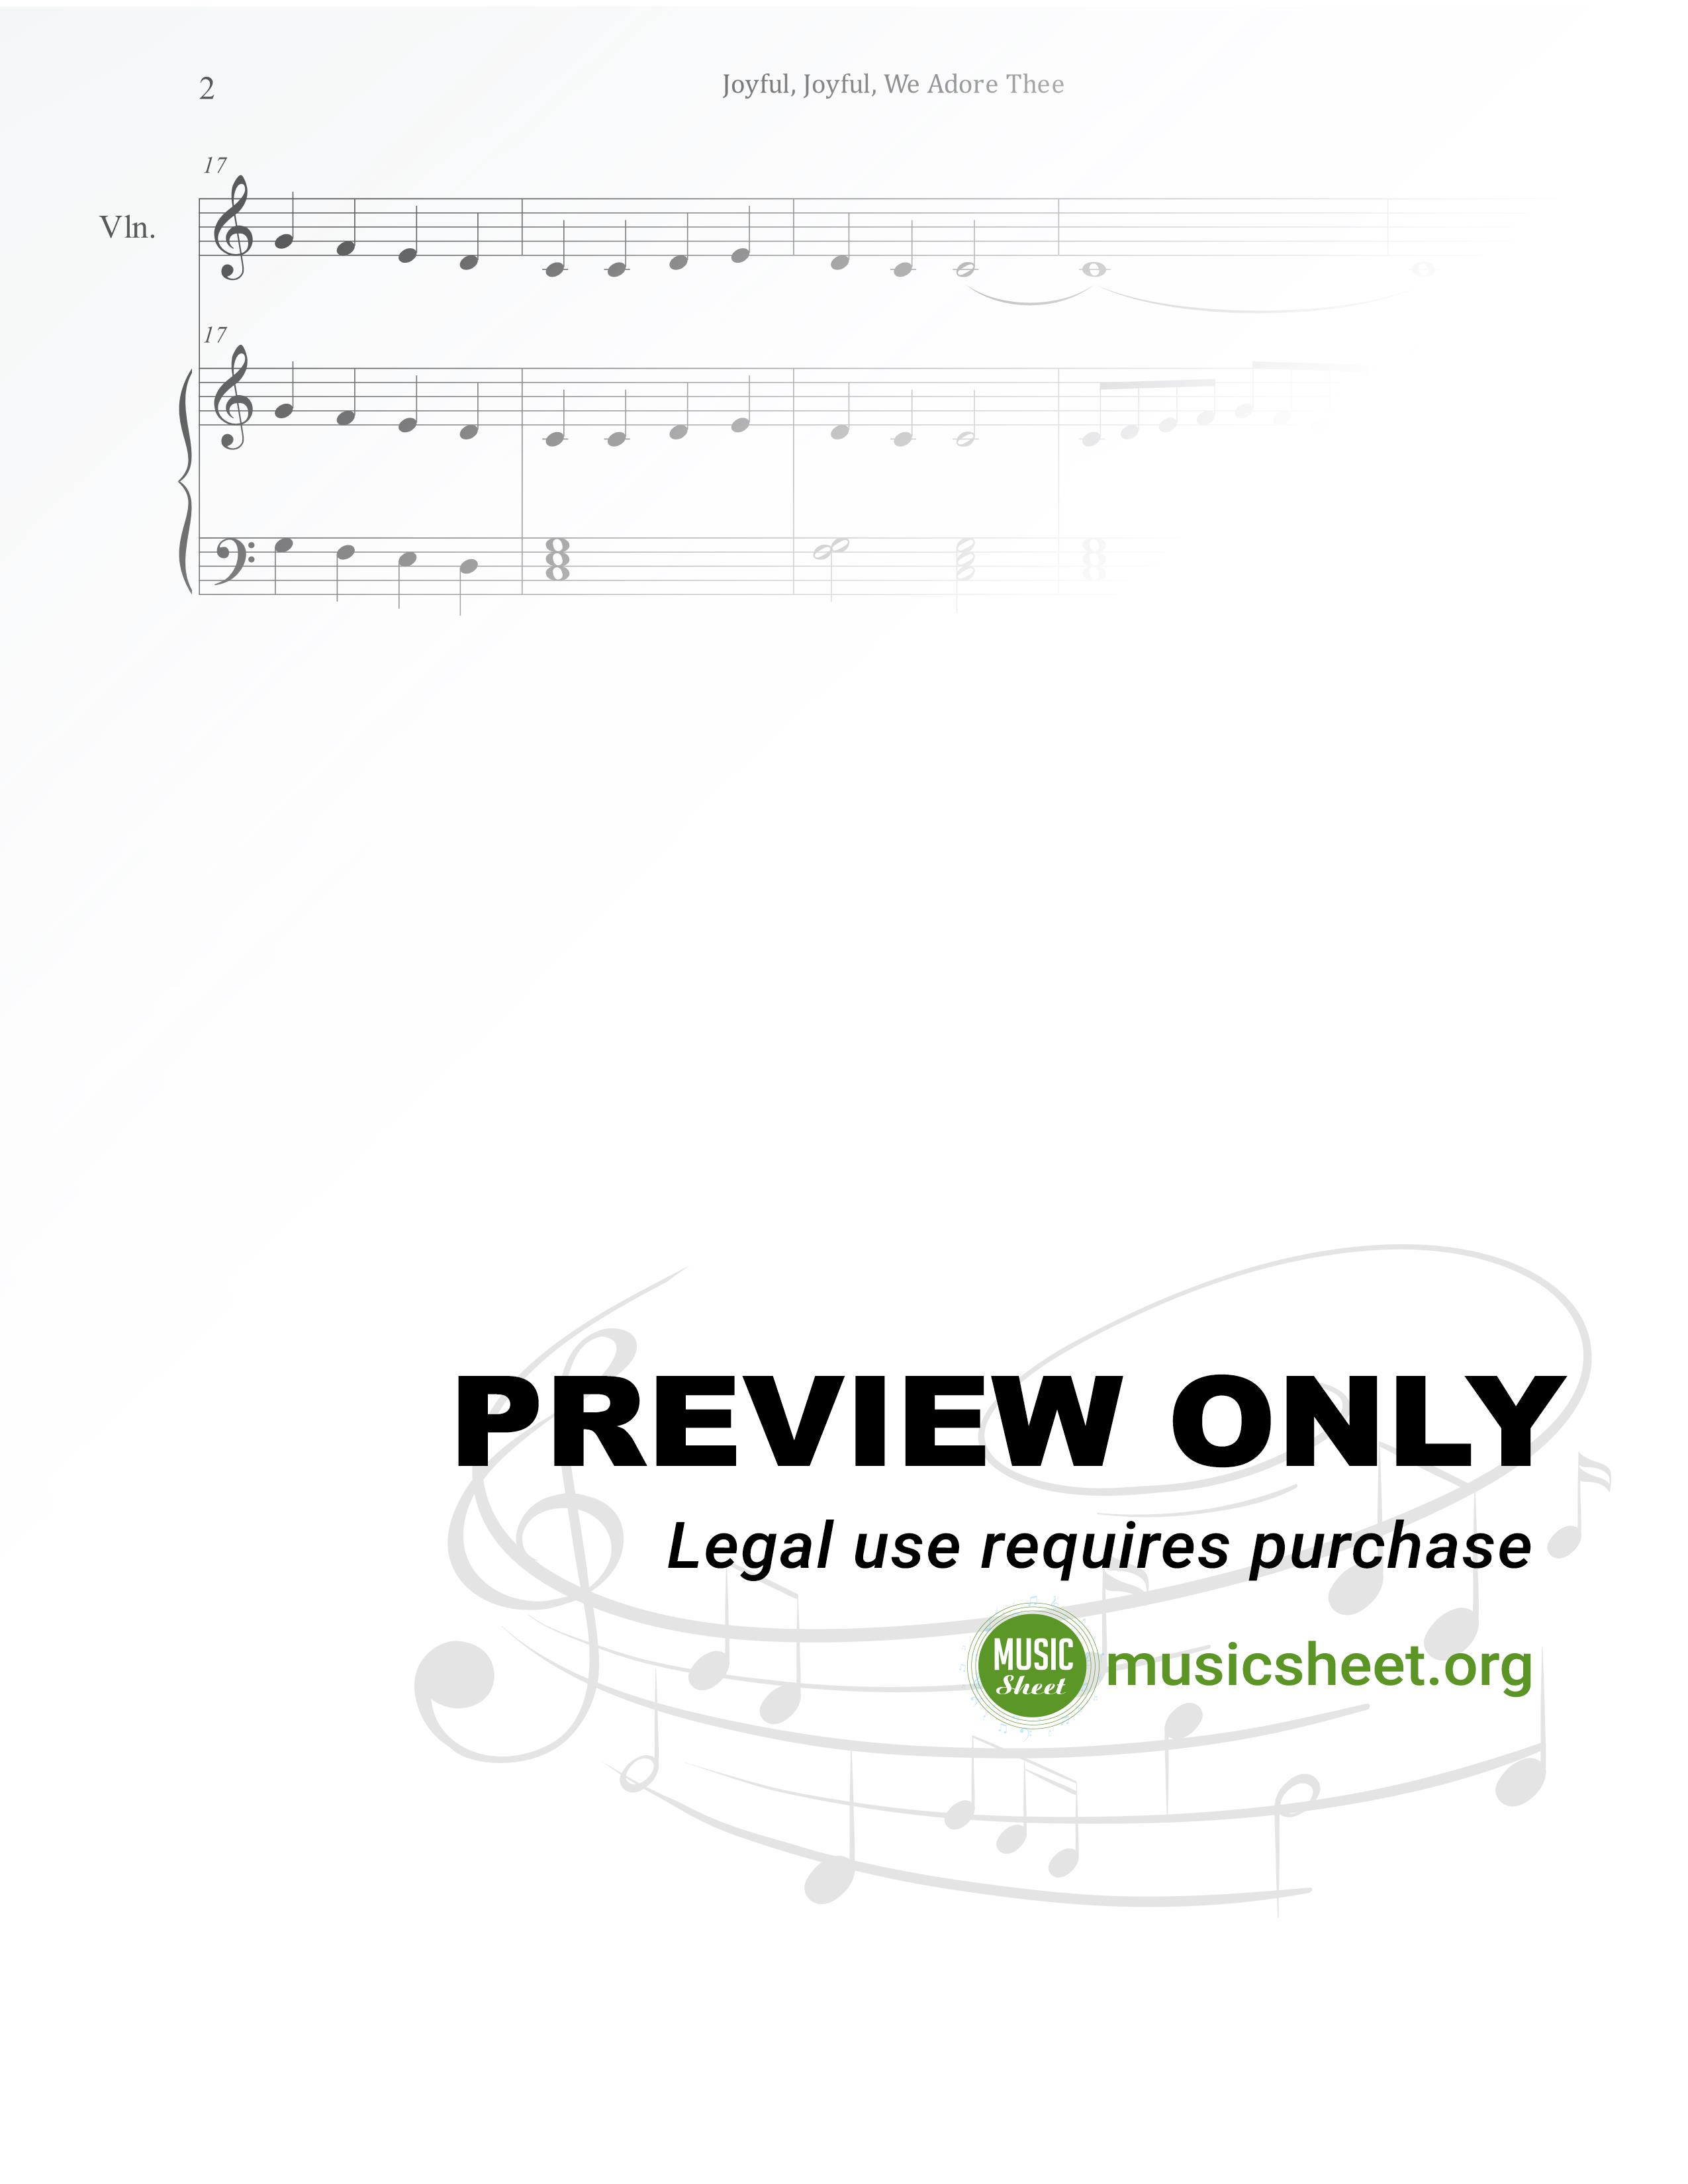 2
Joyful, Joyful, We Adore Thee
17
Vln.
17
PREVIEW ONLY
Legal use requires purchase
MUSIC
Sheet
musicsheet.org